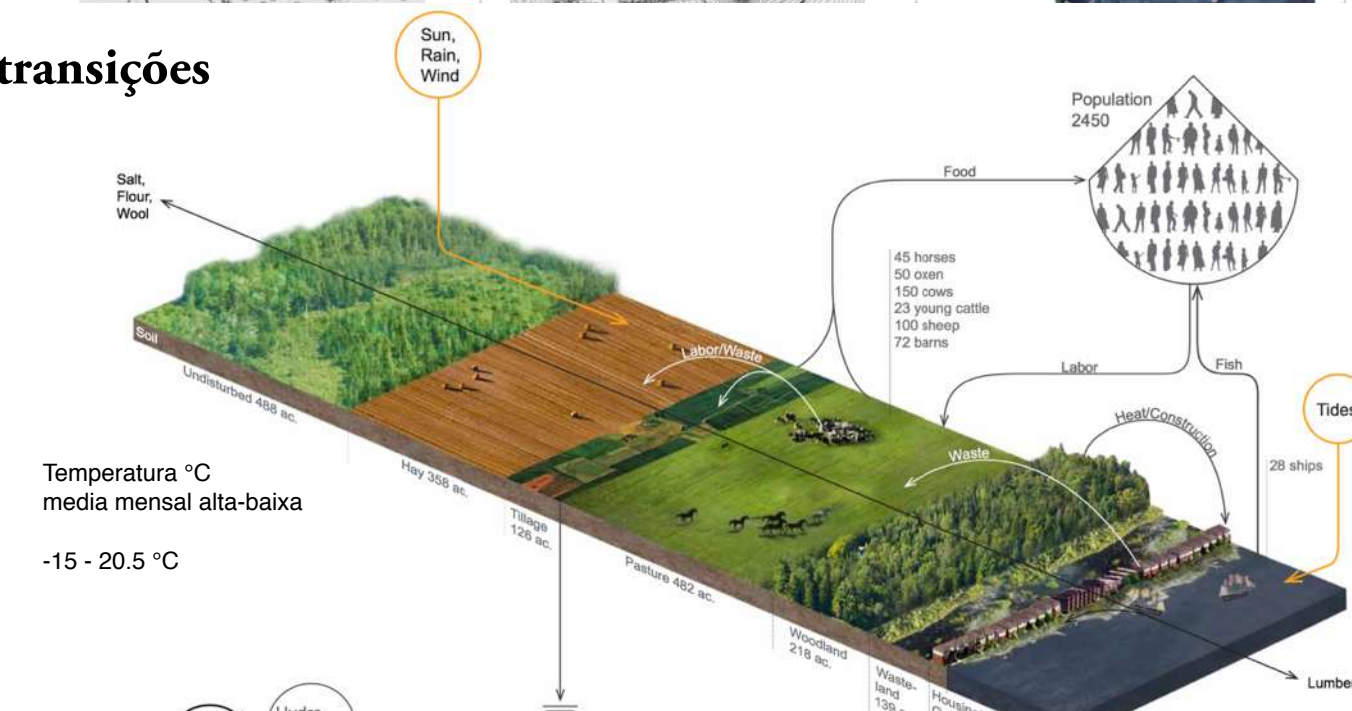 transições
Sun,
Rain,
Wind
Population
2450
Salt,
Flour,
Wool
Food
45 horses
50 oxen
150 cows
23 young cattle
100 sheep
72 barns
Soil
Labor/Waste
Labor
Fish
Tides
Undisturbed 488 ac.
Heat/Construction
Waste
28 ships
Temperatura °C
media mensal alta-baixa
-15 - 20.5 °C
Hay 358 ac.
Tillage
126 ac.
Pasture 482 ac.
Woodland
218 ac.
Waste-
land
139
Lumber